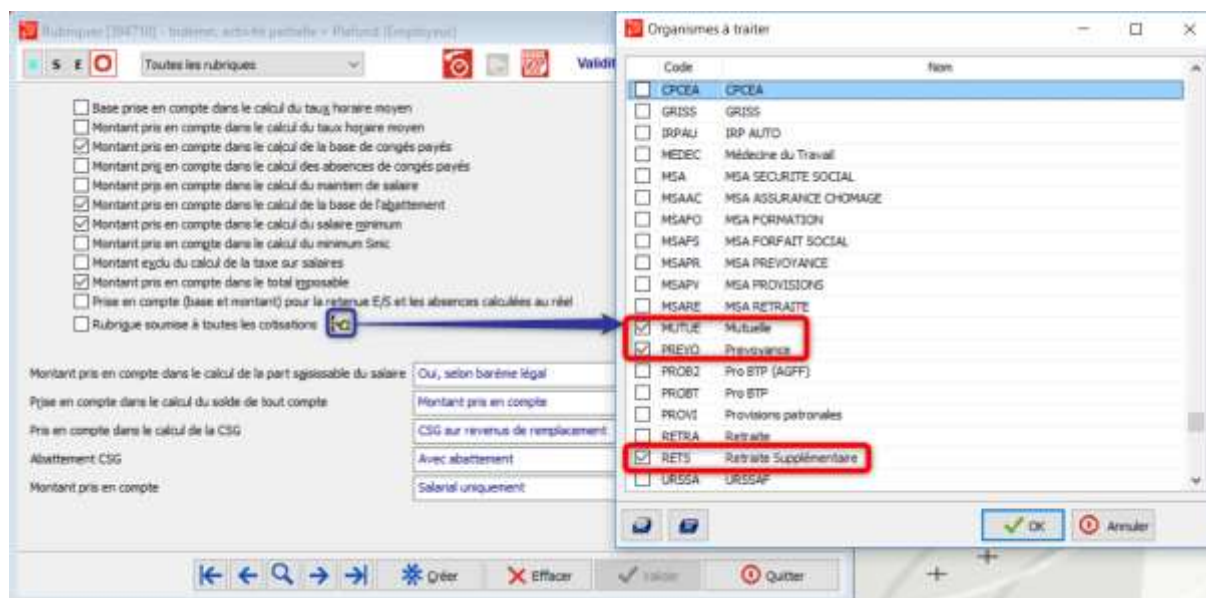 Rubriques [394710] - Indemn. activité partielle > Plafond (Employeur)
S E
Toutes les rubriques
Validit
Base prise en compte dans le calcul du taux horaire moyen
Montant pris en compte dans le calcul du taux horaire moyen
Montant pris en compte dans le calcul de la base de congés payés
Montant pris en compte dans le calcul des absences de congés payés
Montant pris en compte dans le calcul du maintien de salaire
Montant pris en compte dans le calcul de la base de l'abattement
Montant pris en compte dans le calcul du salaire minimum
Montant pris en compte dans le calcul du minimum Smic
Montant exclu du calcul de la taxe sur salaires
Montant pris en compte dans le total imposable
Prise en compte (base et montant) pour la retenue E/S et les absences calculées au réel
Rubrique soumise à toutes les cotisations
Montant pris en compte dans le calcul de la part saisissable du salaire Oui, selon barème légal
Prise en compte dans le calcul du solde de tout compte Montant pris en compte
Pris en compte dans le calcul de la CSG CSG sur revenus de remplacement
Abattement CSG Avec abattement
Montant pris en compte Salarial uniquement
Créer Effacer Valider Quitter
Organismes à traiter
Code Nom
CPCEA CPCEA
GRISS GRISS
IRPAU IRP AUTO
MEDEC Médecine du Travail
MSA MSA SECURITE SOCIAL
MSAAC MSA ASSURANCE CHOMAGE
MSAFO MSA FORMATION
MSAFS MSA FORFAIT SOCIAL
MSAPR MSA PREVOYANCE
MSAPV MSA PROVISIONS
MSARE MSA RETRAITE
MUTUE Mutuelle
PREVO Prevoyance
PROB2 Pro BTP (AGFF)
PROBT Pro BTP
PROVI Provisions patronales
RETRA Retraite
RETS Retraite Supplémentaire
URSSA URSSAF
OK Annuler